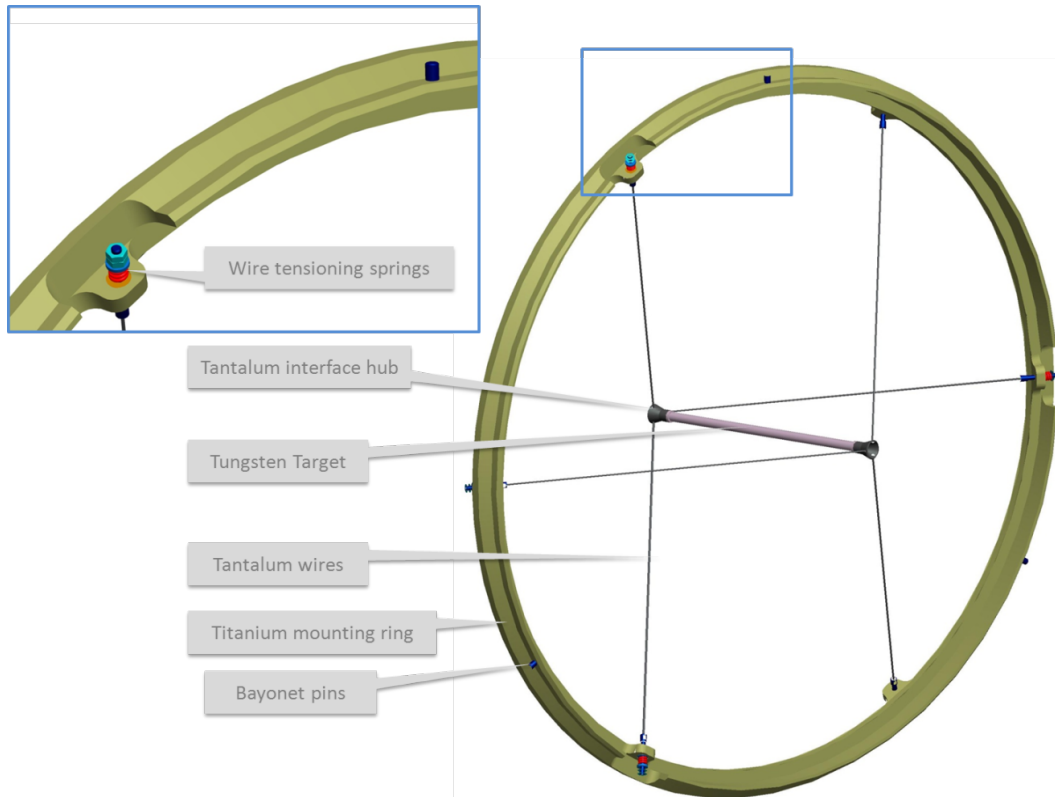 Wire tensioning springs
Tantalum interface hub
Tungsten Target
Tantalum wires
Titanium mounting ring
Bayonet pins